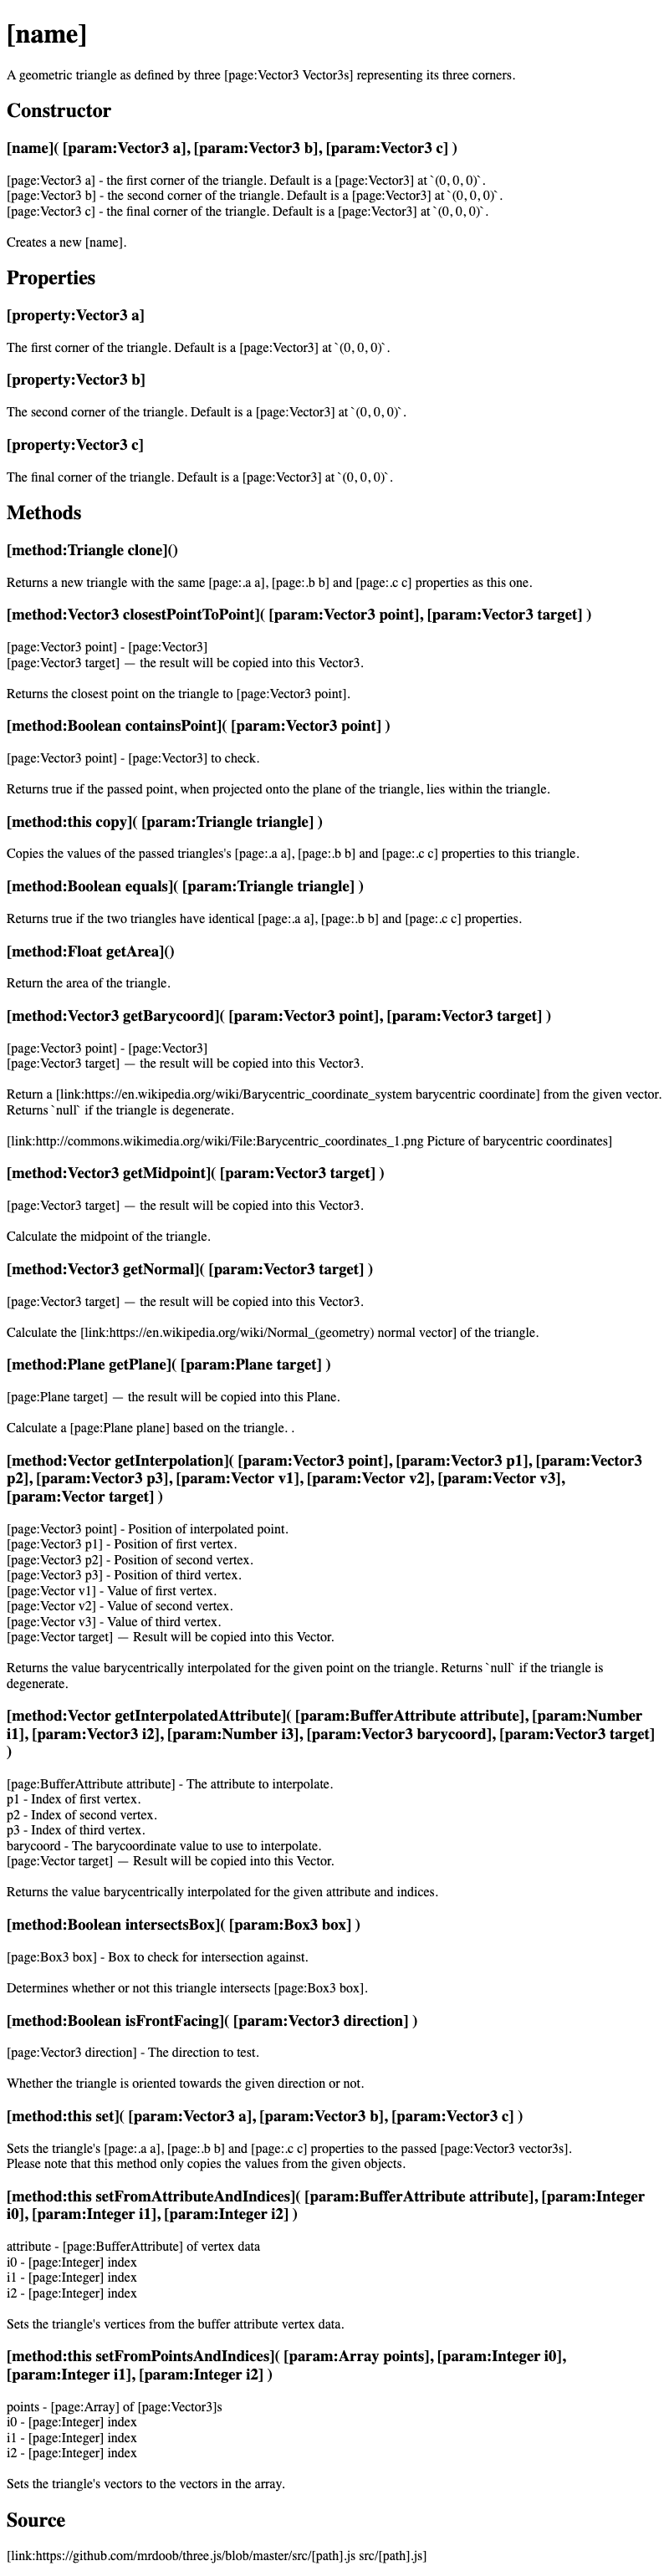 [name]
A geometric triangle as defined by three [page:Vector3 Vector3s] representing its three corners.
Constructor
[name]( [param:Vector3 a], [param:Vector3 b], [param:Vector3 c] )
[page:Vector3 a] - the first corner of the triangle. Default is a [page:Vector3] at `(0, 0, 0)`.
[page:Vector3 b] - the second corner of the triangle. Default is a [page:Vector3] at `(0, 0, 0)`.
[page:Vector3 c] - the final corner of the triangle. Default is a [page:Vector3] at `(0, 0, 0)`.
Creates a new [name].
Properties
[property:Vector3 a]
The first corner of the triangle. Default is a [page:Vector3] at `(0, 0, 0)`.
[property:Vector3 b]
The second corner of the triangle. Default is a [page:Vector3] at `(0, 0, 0)`.
[property:Vector3 c]
The final corner of the triangle. Default is a [page:Vector3] at `(0, 0, 0)`.
Methods
[method:Triangle clone]()
Returns a new triangle with the same [page:.a a], [page:.b b] and [page:.c c] properties as this one.
[method:Vector3 closestPointToPoint]( [param:Vector3 point], [param:Vector3 target] )
[page:Vector3 point] - [page:Vector3]
[page:Vector3 target] — the result will be copied into this Vector3.
Returns the closest point on the triangle to [page:Vector3 point].
[method:Boolean containsPoint]( [param:Vector3 point] )
[page:Vector3 point] - [page:Vector3] to check.
Returns true if the passed point, when projected onto the plane of the triangle, lies within the triangle.
[method:this copy]( [param:Triangle triangle] )
Copies the values of the passed triangles's [page:.a a], [page:.b b] and [page:.c c] properties to this triangle.
[method:Boolean equals]( [param:Triangle triangle] )
Returns true if the two triangles have identical [page:.a a], [page:.b b] and [page:.c c] properties.
[method:Float getArea]()
Return the area of the triangle.
[method:Vector3 getBarycoord]( [param:Vector3 point], [param:Vector3 target] )
[page:Vector3 point] - [page:Vector3]
[page:Vector3 target] — the result will be copied into this Vector3.
Return a [link:https://en.wikipedia.org/wiki/Barycentric_coordinate_system barycentric coordinate] from the given vector.
Returns `null` if the triangle is degenerate.
[link:http://commons.wikimedia.org/wiki/File:Barycentric_coordinates_1.png Picture of barycentric coordinates]
[method:Vector3 getMidpoint]( [param:Vector3 target] )
[page:Vector3 target] — the result will be copied into this Vector3.
Calculate the midpoint of the triangle.
[method:Vector3 getNormal]( [param:Vector3 target] )
[page:Vector3 target] — the result will be copied into this Vector3.
Calculate the [link:https://en.wikipedia.org/wiki/Normal_(geometry) normal vector] of the triangle.
[method:Plane getPlane]( [param:Plane target] )
[page:Plane target] — the result will be copied into this Plane.
Calculate a [page:Plane plane] based on the triangle. .
[method:Vector getInterpolation]( [param:Vector3 point], [param:Vector3 p1], [param:Vector3
p2], [param:Vector3 p3], [param:Vector v1], [param:Vector v2], [param:Vector v3],
[param:Vector target] )
[page:Vector3 point] - Position of interpolated point.
[page:Vector3 p1] - Position of first vertex.
[page:Vector3 p2] - Position of second vertex.
[page:Vector3 p3] - Position of third vertex.
[page:Vector v1] - Value of first vertex.
[page:Vector v2] - Value of second vertex.
[page:Vector v3] - Value of third vertex.
[page:Vector target] — Result will be copied into this Vector.
Returns the value barycentrically interpolated for the given point on the triangle. Returns `null` if the triangle is
degenerate.
[method:Vector getInterpolatedAttribute]( [param:BufferAttribute attribute], [param:Number
i1], [param:Vector3 i2], [param:Number i3], [param:Vector3 barycoord], [param:Vector3 target]
)
[page:BufferAttribute attribute] - The attribute to interpolate.
p1 - Index of first vertex.
p2 - Index of second vertex.
p3 - Index of third vertex.
barycoord - The barycoordinate value to use to interpolate.
[page:Vector target] — Result will be copied into this Vector.
Returns the value barycentrically interpolated for the given attribute and indices.
[method:Boolean intersectsBox]( [param:Box3 box] )
[page:Box3 box] - Box to check for intersection against.
Determines whether or not this triangle intersects [page:Box3 box].
[method:Boolean isFrontFacing]( [param:Vector3 direction] )
[page:Vector3 direction] - The direction to test.
Whether the triangle is oriented towards the given direction or not.
[method:this set]( [param:Vector3 a], [param:Vector3 b], [param:Vector3 c] )
Sets the triangle's [page:.a a], [page:.b b] and [page:.c c] properties to the passed [page:Vector3 vector3s].
Please note that this method only copies the values from the given objects.
[method:this setFromAttributeAndIndices]( [param:BufferAttribute attribute], [param:Integer
i0], [param:Integer i1], [param:Integer i2] )
attribute - [page:BufferAttribute] of vertex data
i0 - [page:Integer] index
i1 - [page:Integer] index
i2 - [page:Integer] index
Sets the triangle's vertices from the buffer attribute vertex data.
[method:this setFromPointsAndIndices]( [param:Array points], [param:Integer i0],
[param:Integer i1], [param:Integer i2] )
points - [page:Array] of [page:Vector3]s
i0 - [page:Integer] index
i1 - [page:Integer] index
i2 - [page:Integer] index
Sets the triangle's vectors to the vectors in the array.
Source
[link:https://github.com/mrdoob/three.js/blob/master/src/[path].js src/[path].js]